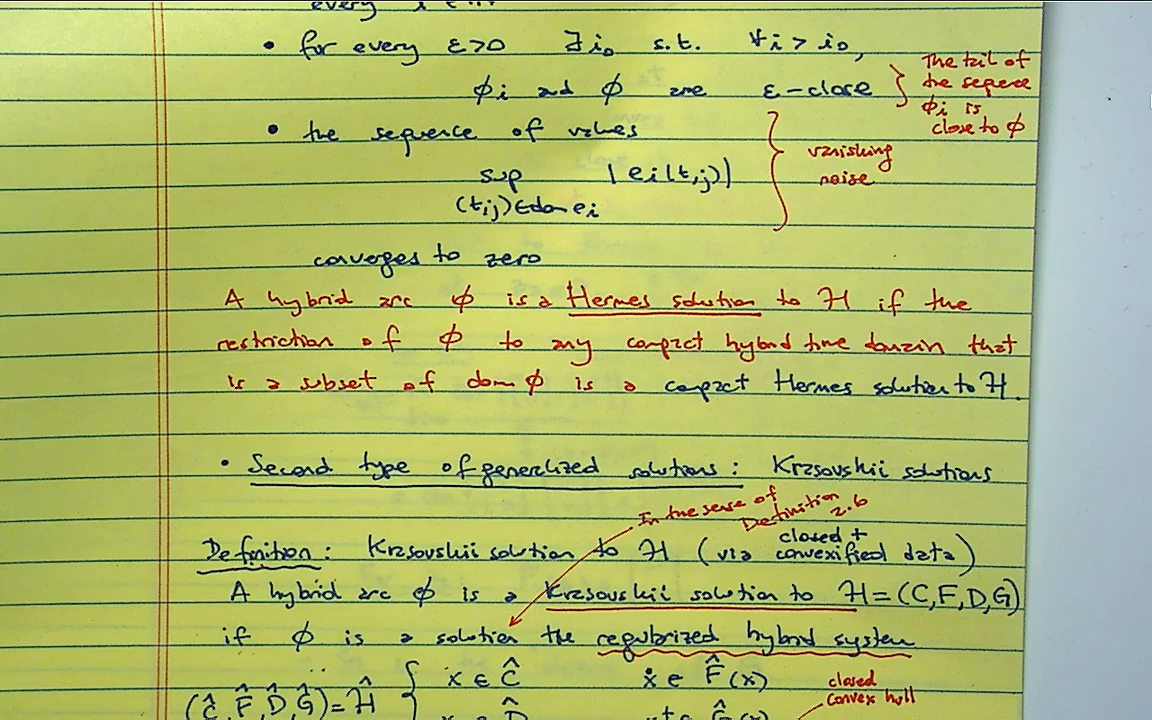 every i
• for every ε>0 ∃ i₀ s.t. ∀ i > i₀,
ϕi and ϕ are ε-close
The tail of
the sequece
ϕi is
close to ϕ
• the sequence of values
sup |ei(t,j)|
(t,j)∈dom ei
vanishing
noise
converges to zero
A hybrid arc ϕ is a Hermes solution to H if the
restriction of ϕ to any compact hybrid time domain that
is a subset of dom ϕ is a compact Hermes solution to H.
• Second type of generalized solutions: Krasovskii solutions
In the sense of
Definition
2.6
Definition: Krasovskii solution to H (via closed + convexified data)
A hybrid arc ϕ is a Krasovskii solution to H = (C,F,D,G)
if ϕ is a solution the regularized hybrid system
(Ĉ, F̂, D̂, Ĝ) = Ĥ { x ∈ Ĉ ẋ ∈ F̂(x)
D̂ Ĝ(x)
closed
convex hull